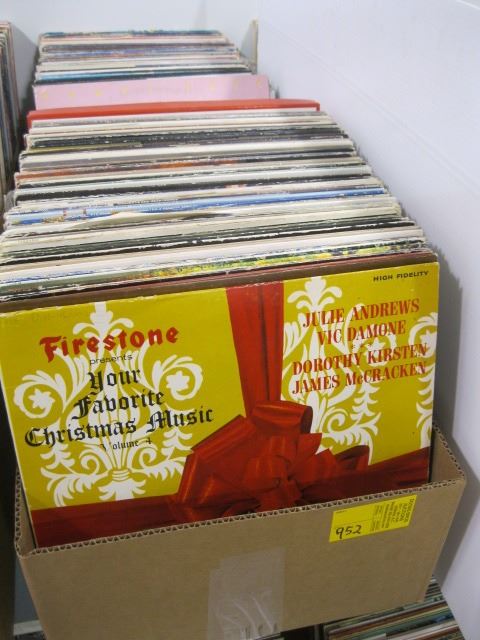 HIGH FIDELITY
Firestone
presents
Your
Favorite
Christmas Music
Volume 4
JULIE ANDREWS
VIC DAMONE
DOROTHY KIRSTEN
JAMES McCRACKEN
952